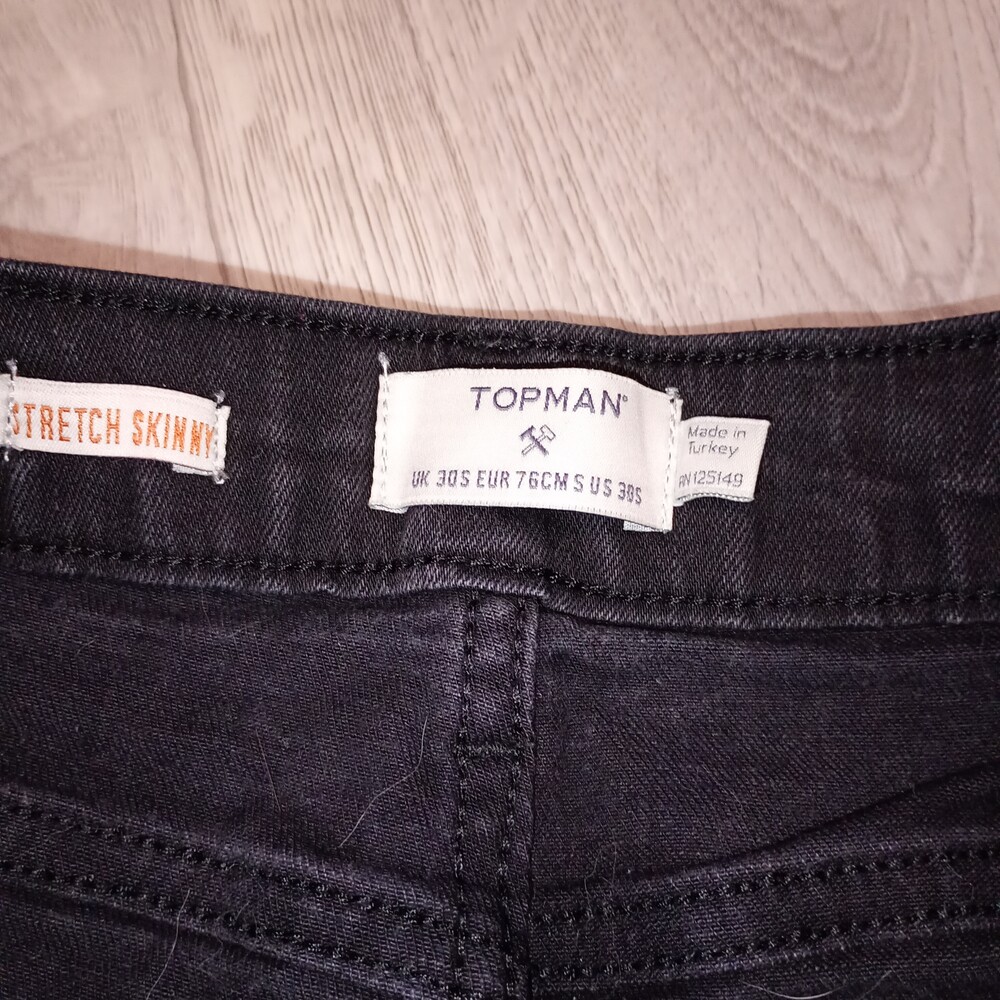 STRETCH SKINNY
TOPMAN
UK 30S EUR 76CM S US 30S
Made in
Turkey
RN125149